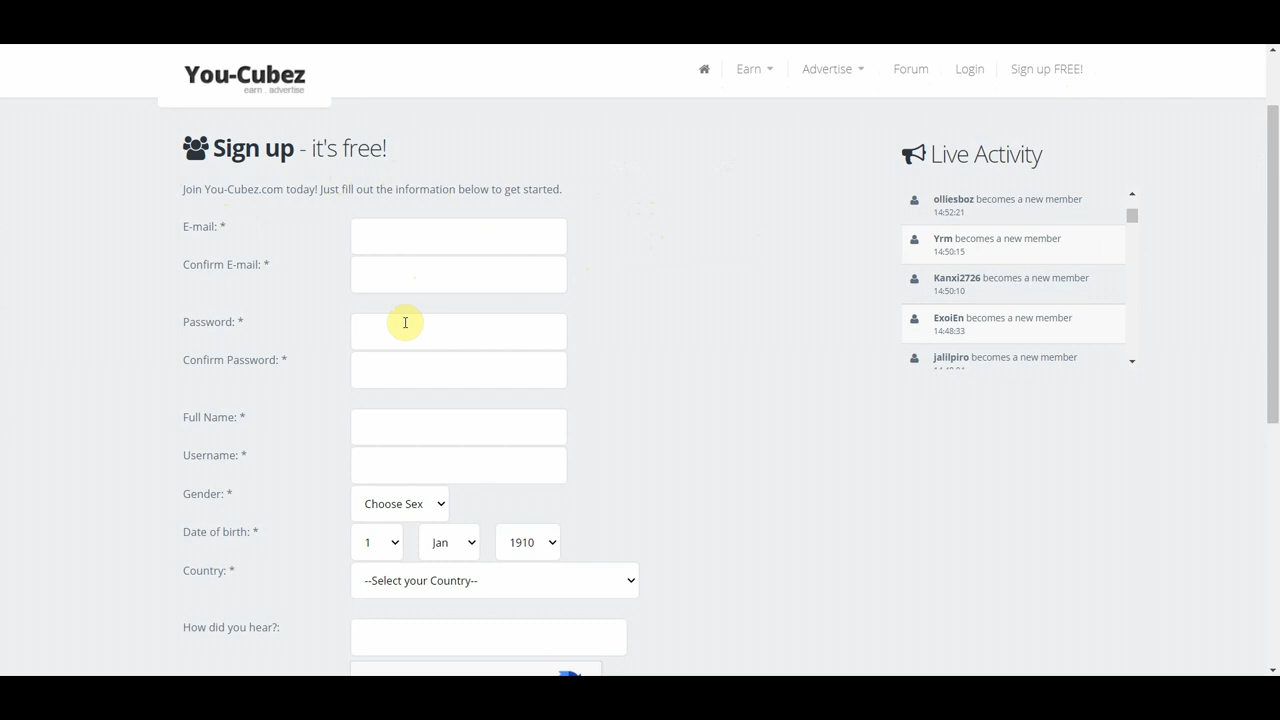 You-Cubez
earn . advertise
Earn
Advertise
Forum
Login
Sign up FREE!
Sign up - it's free!
Join You-Cubez.com today! Just fill out the information below to get started.
E-mail: *
Confirm E-mail: *
Password: *
Confirm Password: *
Full Name: *
Username: *
Gender: *
Choose Sex
Date of birth: *
1
Jan
1910
Country: *
--Select your Country--
How did you hear?:
Live Activity
olliesboz becomes a new member
14:52:21
Yrm becomes a new member
14:50:15
Kanxi2726 becomes a new member
14:50:10
ExoiEn becomes a new member
14:48:33
jalilpiro becomes a new member